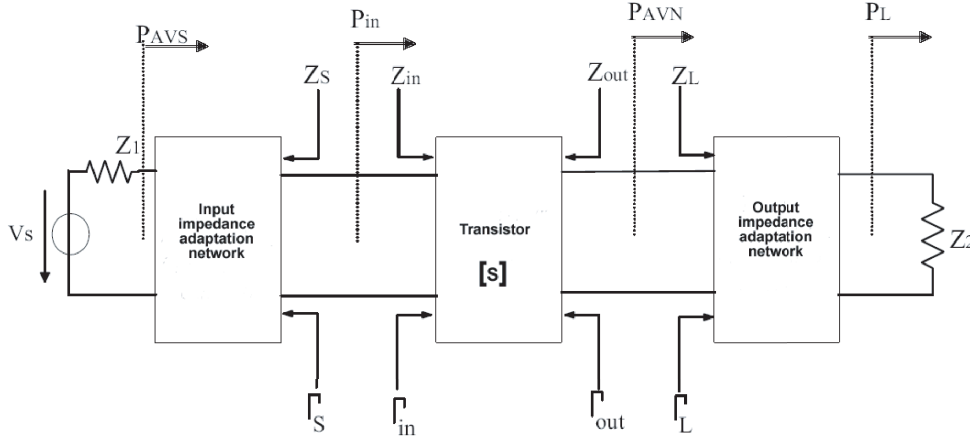 PAVS
Pin
PAVN
PL
ZS
Zin
Zout
ZL
Z1
Vs
Input
impedance
adaptation
network
Transistor
[s]
Output
impedance
adaptation
network
Z2
Γs
Γin
Γout
ΓL